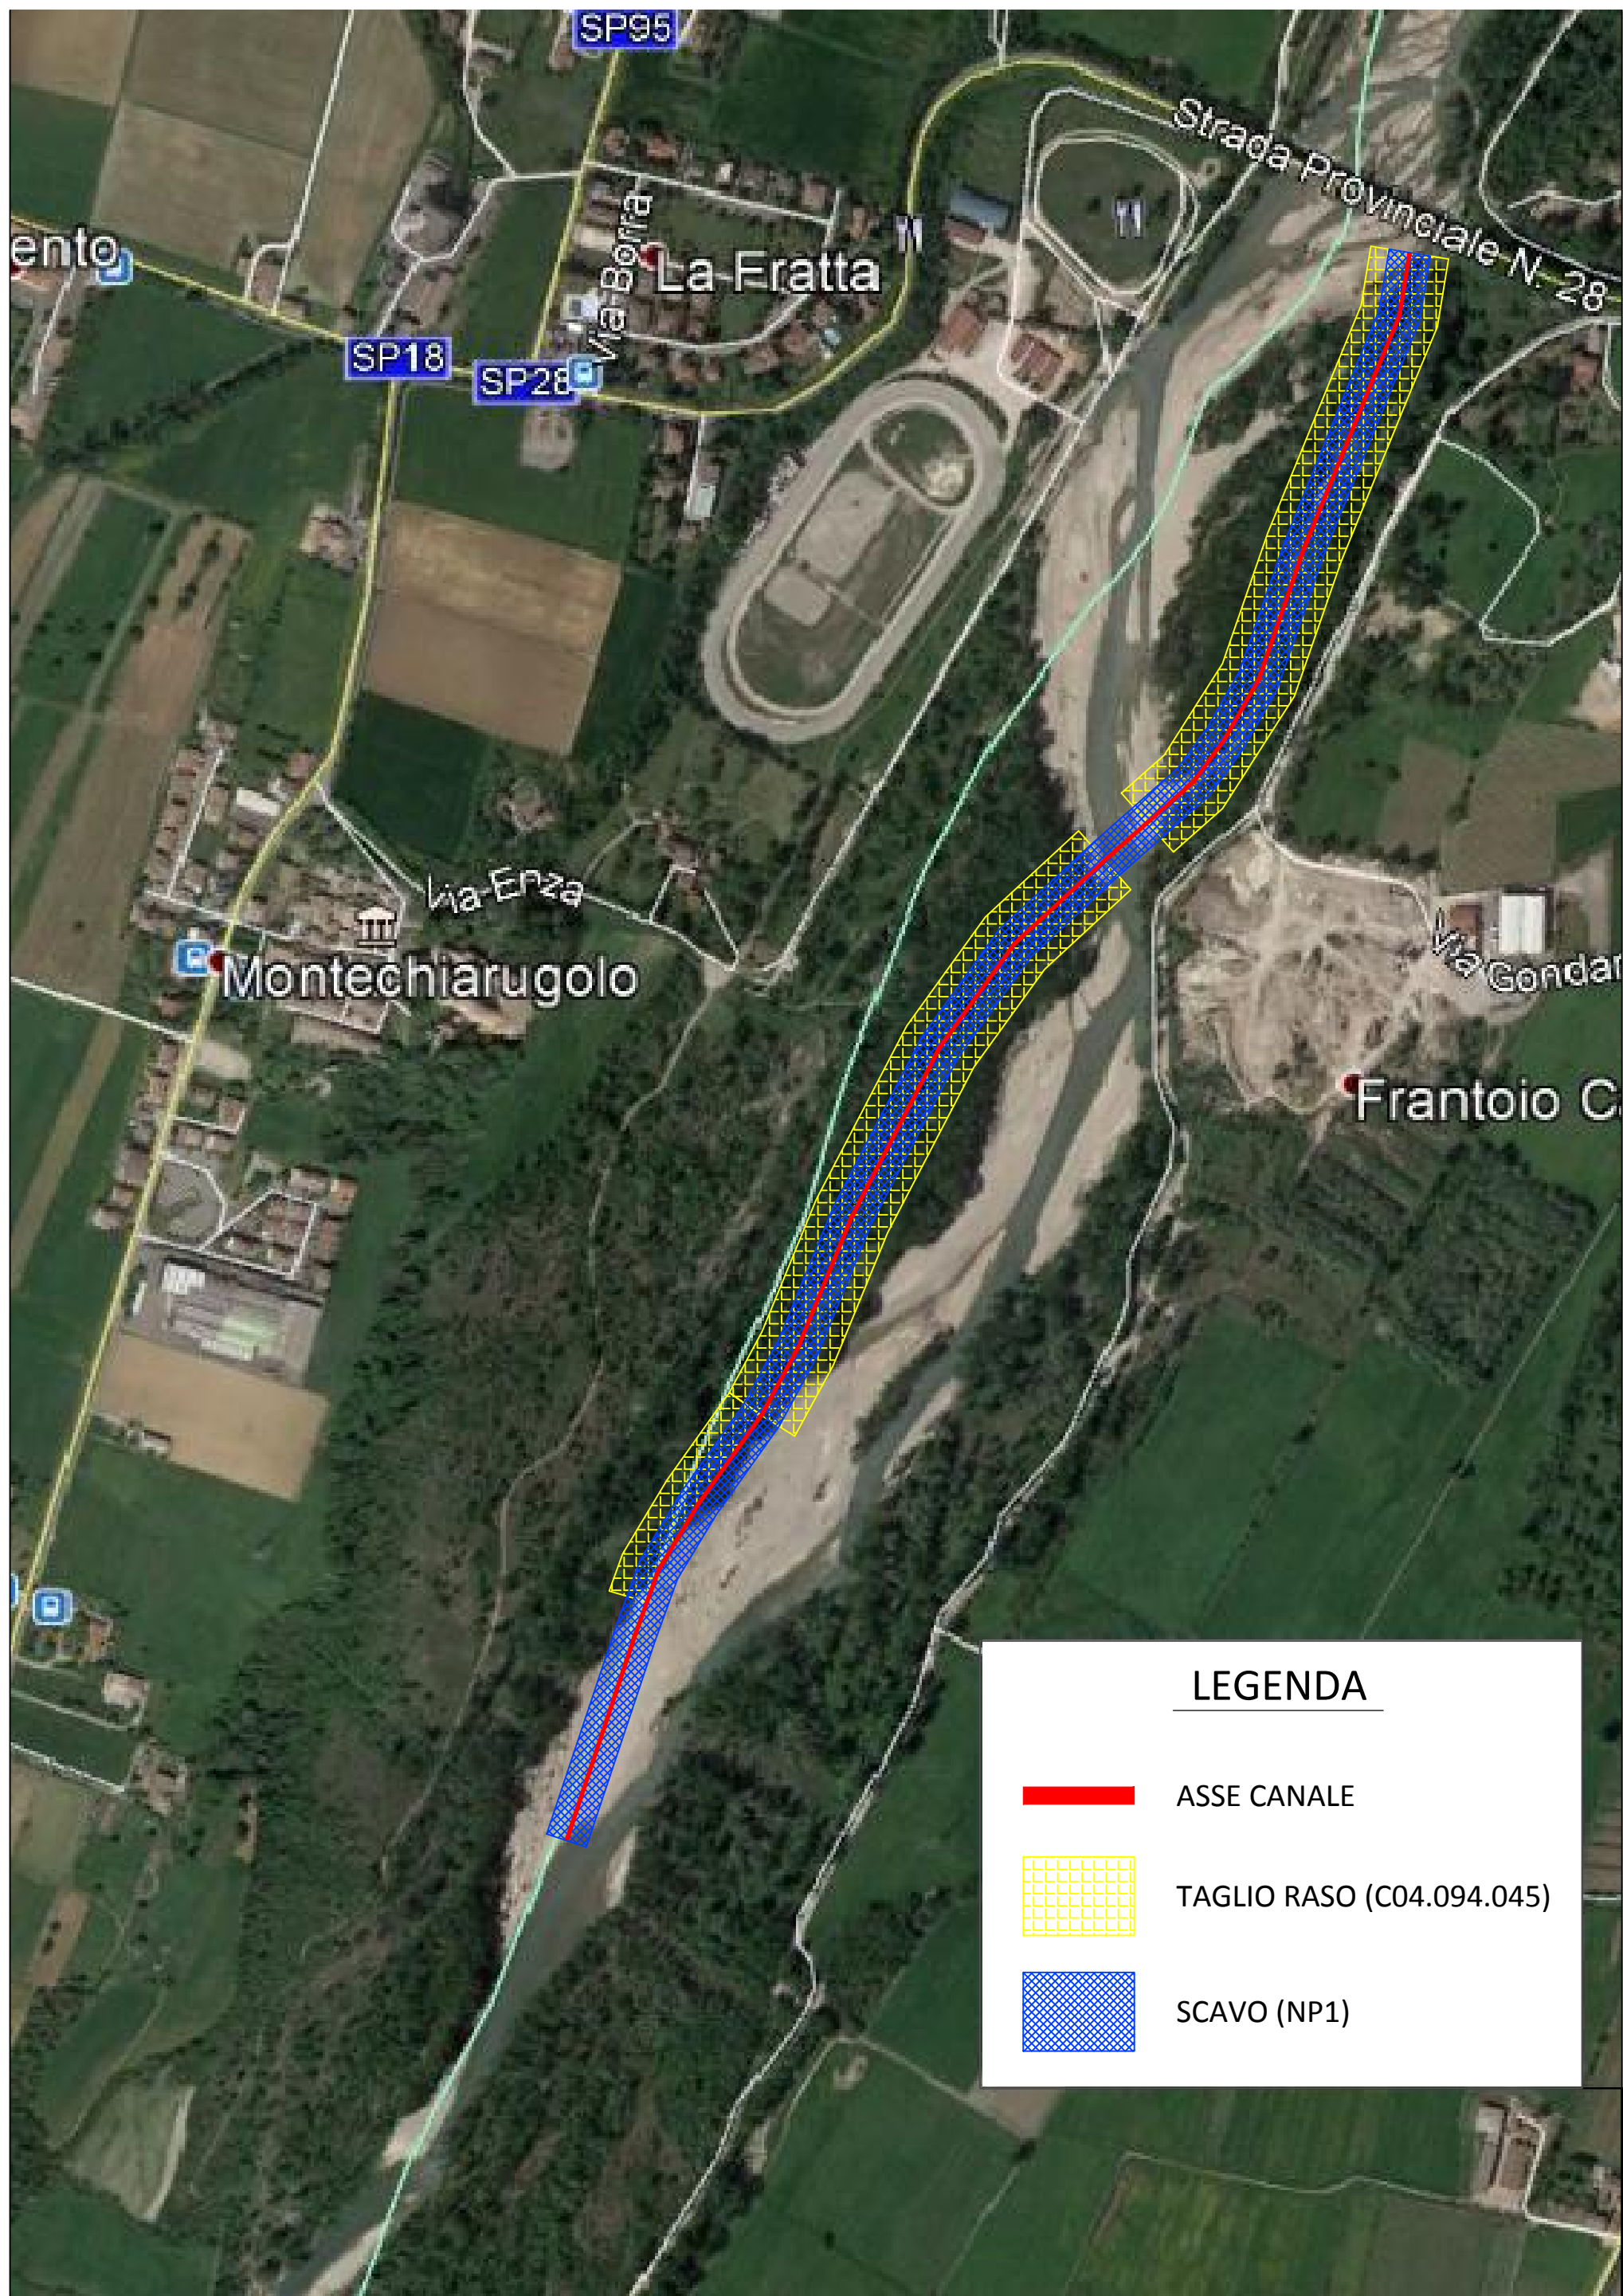 SP95
Strada Provinciale N. 28
ento
Via Borra
La Fratta
SP18
SP28
Via Enza
Montechiarugolo
Via Gondar
Frantoio C
LEGENDA
ASSE CANALE
TAGLIO RASO (C04.094.045)
SCAVO (NP1)